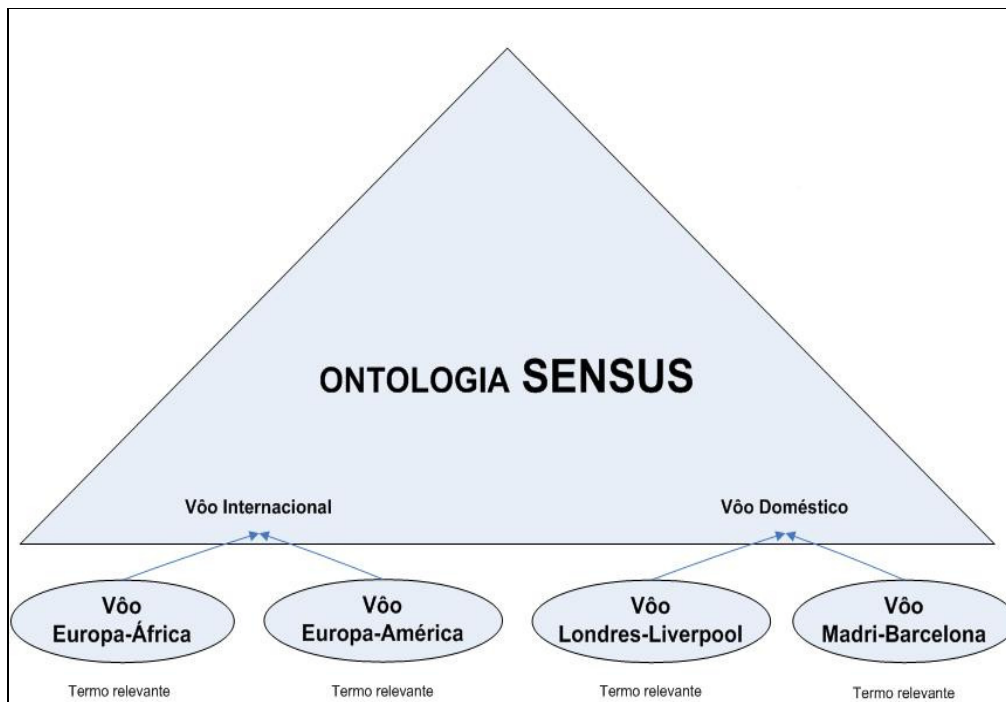 ONTOLOGIA SENSUS
Vôo Internacional
Vôo Doméstico
Vôo
Europa-África
Vôo
Europa-América
Vôo
Londres-Liverpool
Vôo
Madri-Barcelona
Termo relevante
Termo relevante
Termo relevante
Termo relevante